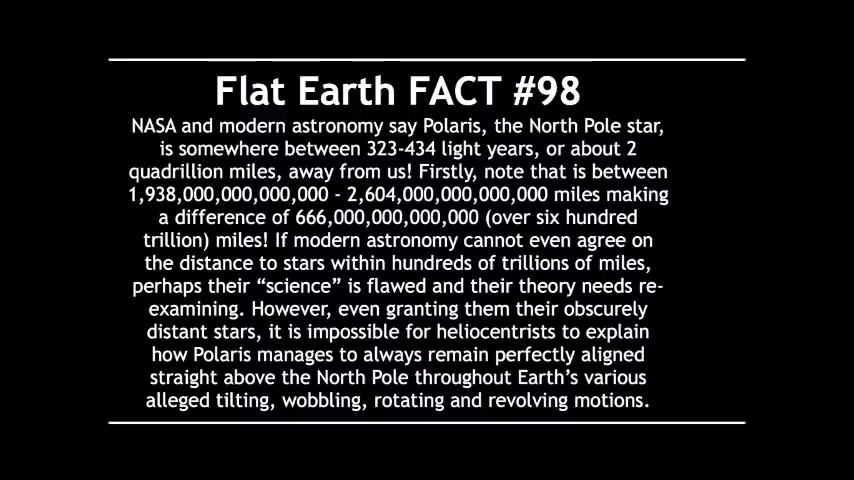 Flat Earth FACT #98
NASA and modern astronomy say Polaris, the North Pole star,
is somewhere between 323-434 light years, or about 2
quadrillion miles, away from us! Firstly, note that is between
1,938,000,000,000,000 - 2,604,000,000,000,000 miles making
a difference of 666,000,000,000,000 (over six hundred
trillion) miles! If modern astronomy cannot even agree on
the distance to stars within hundreds of trillions of miles,
perhaps their “science” is flawed and their theory needs re-
examining. However, even granting them their obscurely
distant stars, it is impossible for heliocentrists to explain
how Polaris manages to always remain perfectly aligned
straight above the North Pole throughout Earth’s various
alleged tilting, wobbling, rotating and revolving motions.